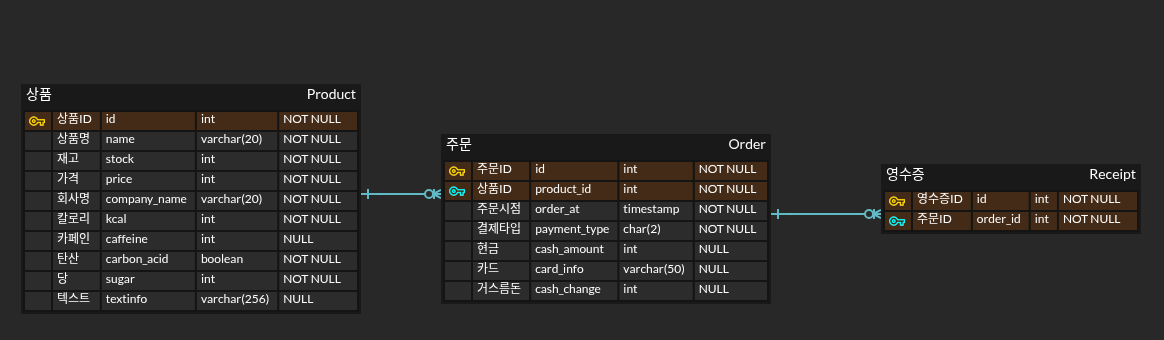 상품 Product
상품ID id int NOT NULL
상품명 name varchar(20) NOT NULL
재고 stock int NOT NULL
가격 price int NOT NULL
회사명 company_name varchar(20) NOT NULL
칼로리 kcal int NOT NULL
카페인 caffeine int NULL
탄산 carbon_acid boolean NOT NULL
당 sugar int NOT NULL
텍스트 textinfo varchar(256) NULL
주문 Order
주문ID id int NOT NULL
상품ID product_id int NOT NULL
주문시점 order_at timestamp NOT NULL
결제타입 payment_type char(2) NOT NULL
현금 cash_amount int NULL
카드 card_info varchar(50) NULL
거스름돈 cash_change int NULL
영수증 Receipt
영수증ID id int NOT NULL
주문ID order_id int NOT NULL